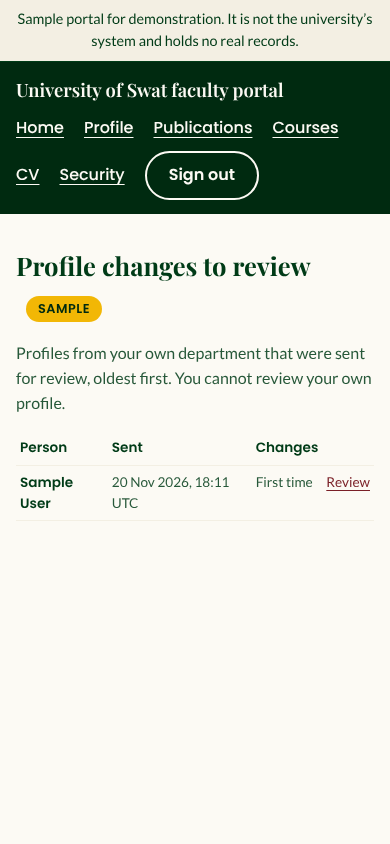 Sample portal for demonstration. It is not the university’s
system and holds no real records.
University of Swat faculty portal
Home Profile Publications Courses
CV Security Sign out
Profile changes to review
SAMPLE
Profiles from your own department that were sent
for review, oldest first. You cannot review your own
profile.
Person Sent Changes
Sample User 20 Nov 2026, 18:11 UTC First time Review